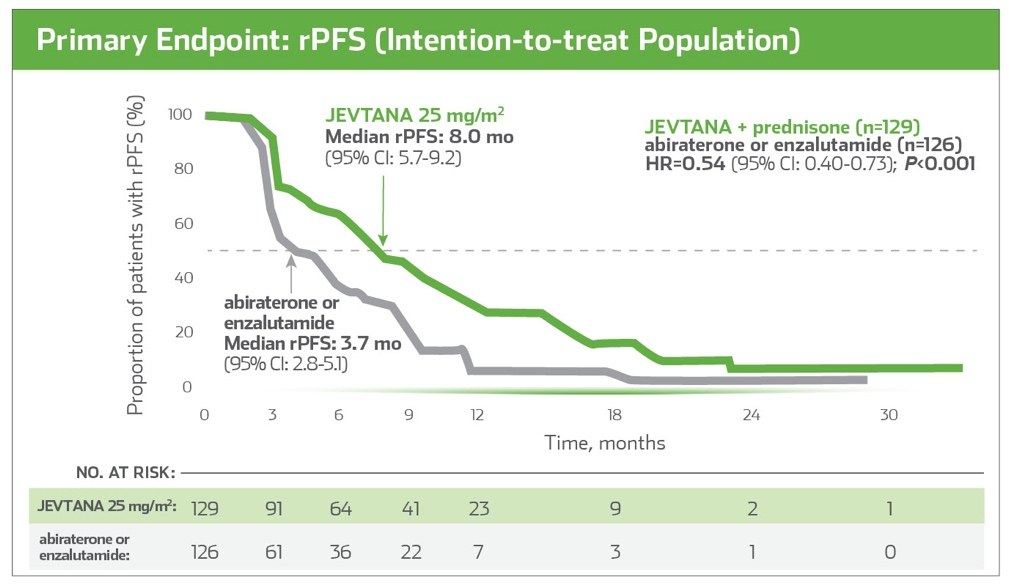 Primary Endpoint: rPFS (Intention-to-treat Population)
Proportion of patients with rPFS (%)
100
80
60
40
20
0
JEVTANA 25 mg/m²
Median rPFS: 8.0 mo
(95% CI: 5.7-9.2)
JEVTANA + prednisone (n=129)
abiraterone or enzalutamide (n=126)
HR=0.54 (95% CI: 0.40-0.73); P<0.001
abiraterone or
enzalutamide
Median rPFS: 3.7 mo
(95% CI: 2.8-5.1)
0 3 6 9 12 18 24 30
Time, months
NO. AT RISK:
JEVTANA 25 mg/m²: 129 91 64 41 23 9 2 1
abiraterone or
enzalutamide: 126 61 36 22 7 3 1 0